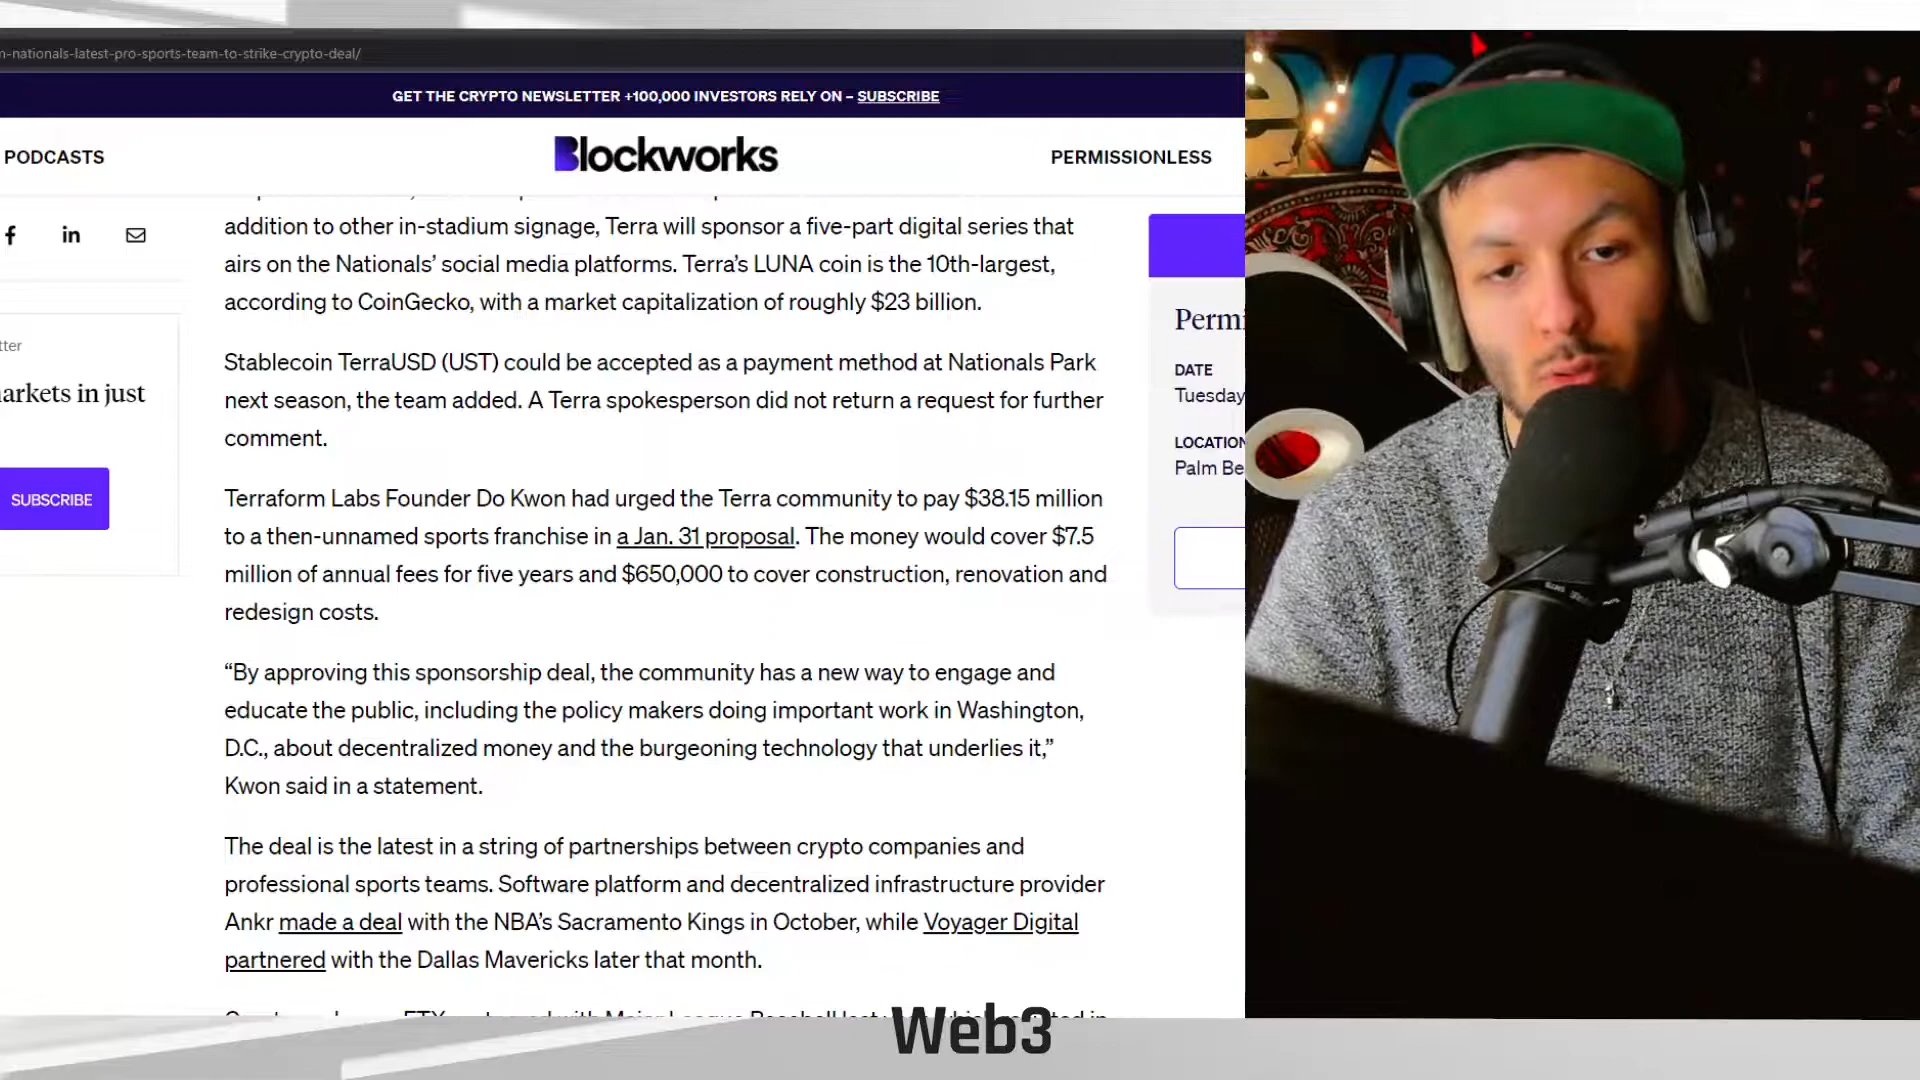 n-nationals-latest-pro-sports-team-to-strike-crypto-deal/
GET THE CRYPTO NEWSLETTER +100,000 INVESTORS RELY ON – SUBSCRIBE
PODCASTS
Blockworks
PERMISSIONLESS
addition to other in-stadium signage, Terra will sponsor a five-part digital series that
airs on the Nationals’ social media platforms. Terra’s LUNA coin is the 10th-largest,
according to CoinGecko, with a market capitalization of roughly $23 billion.
Stablecoin TerraUSD (UST) could be accepted as a payment method at Nationals Park
next season, the team added. A Terra spokesperson did not return a request for further
comment.
Terraform Labs Founder Do Kwon had urged the Terra community to pay $38.15 million
to a then-unnamed sports franchise in a Jan. 31 proposal. The money would cover $7.5
million of annual fees for five years and $650,000 to cover construction, renovation and
redesign costs.
“By approving this sponsorship deal, the community has a new way to engage and
educate the public, including the policy makers doing important work in Washington,
D.C., about decentralized money and the burgeoning technology that underlies it,”
Kwon said in a statement.
The deal is the latest in a string of partnerships between crypto companies and
professional sports teams. Software platform and decentralized infrastructure provider
Ankr made a deal with the NBA’s Sacramento Kings in October, while Voyager Digital
partnered with the Dallas Mavericks later that month.
in
tter
arkets in just
SUBSCRIBE
Permi
DATE
Tuesday
LOCATION
Palm Be
Web3